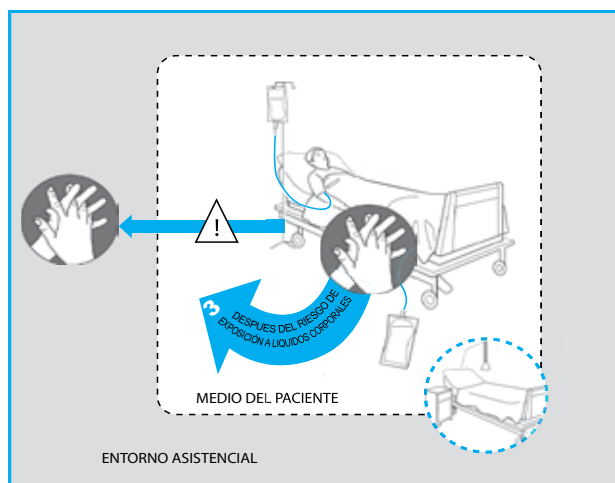 !
3
DESPUES DEL RIESGO DE
EXPOSICIÓN A LIQUIDOS CORPORALES
MEDIO DEL PACIENTE
ENTORNO ASISTENCIAL